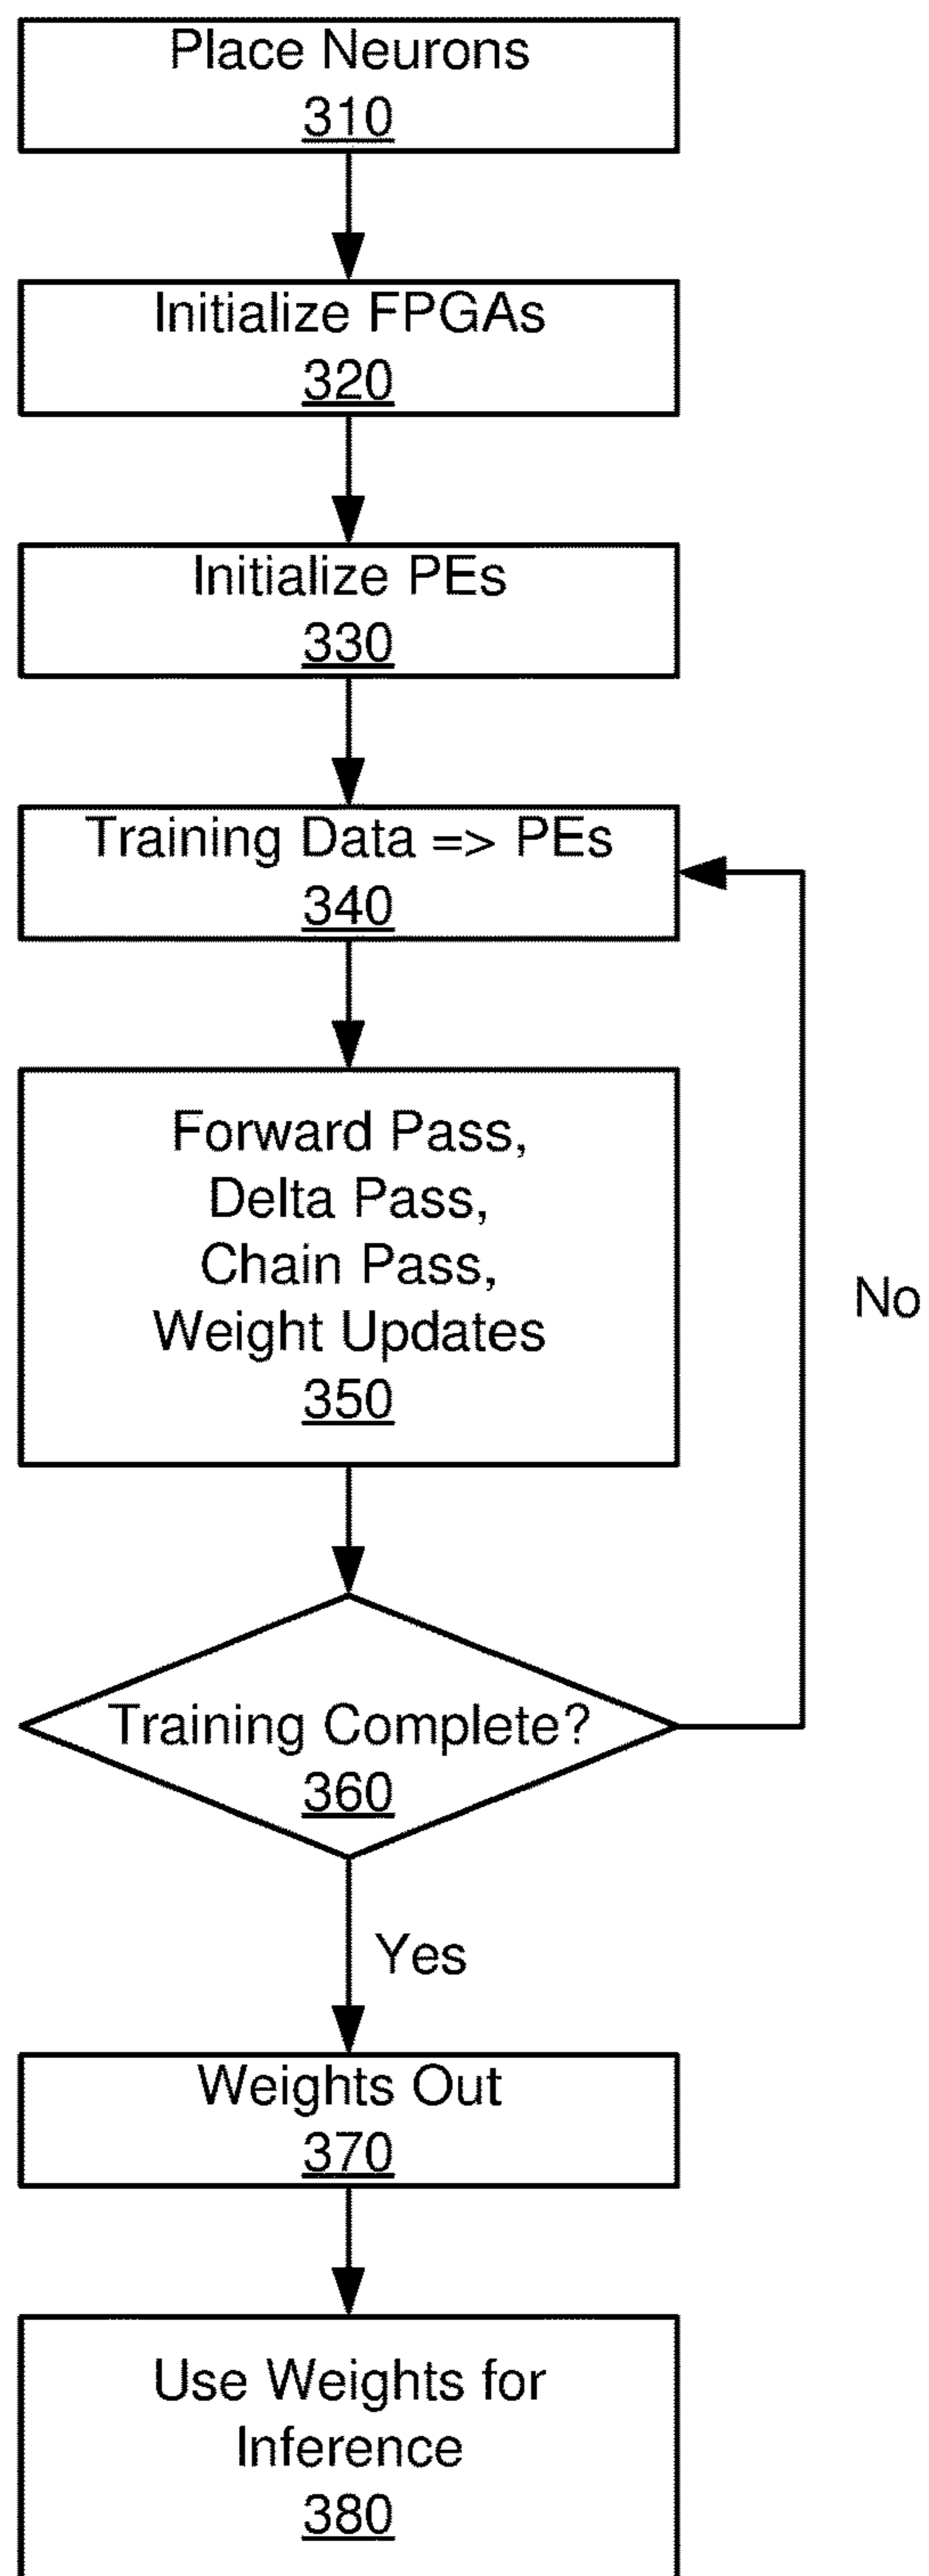 Place Neurons
310
Initialize FPGAs
320
Initialize PEs
330
Training Data => PEs
340
Forward Pass,
Delta Pass,
Chain Pass,
Weight Updates
350
No
Training Complete?
360
Yes
Weights Out
370
Use Weights for
Inference
380